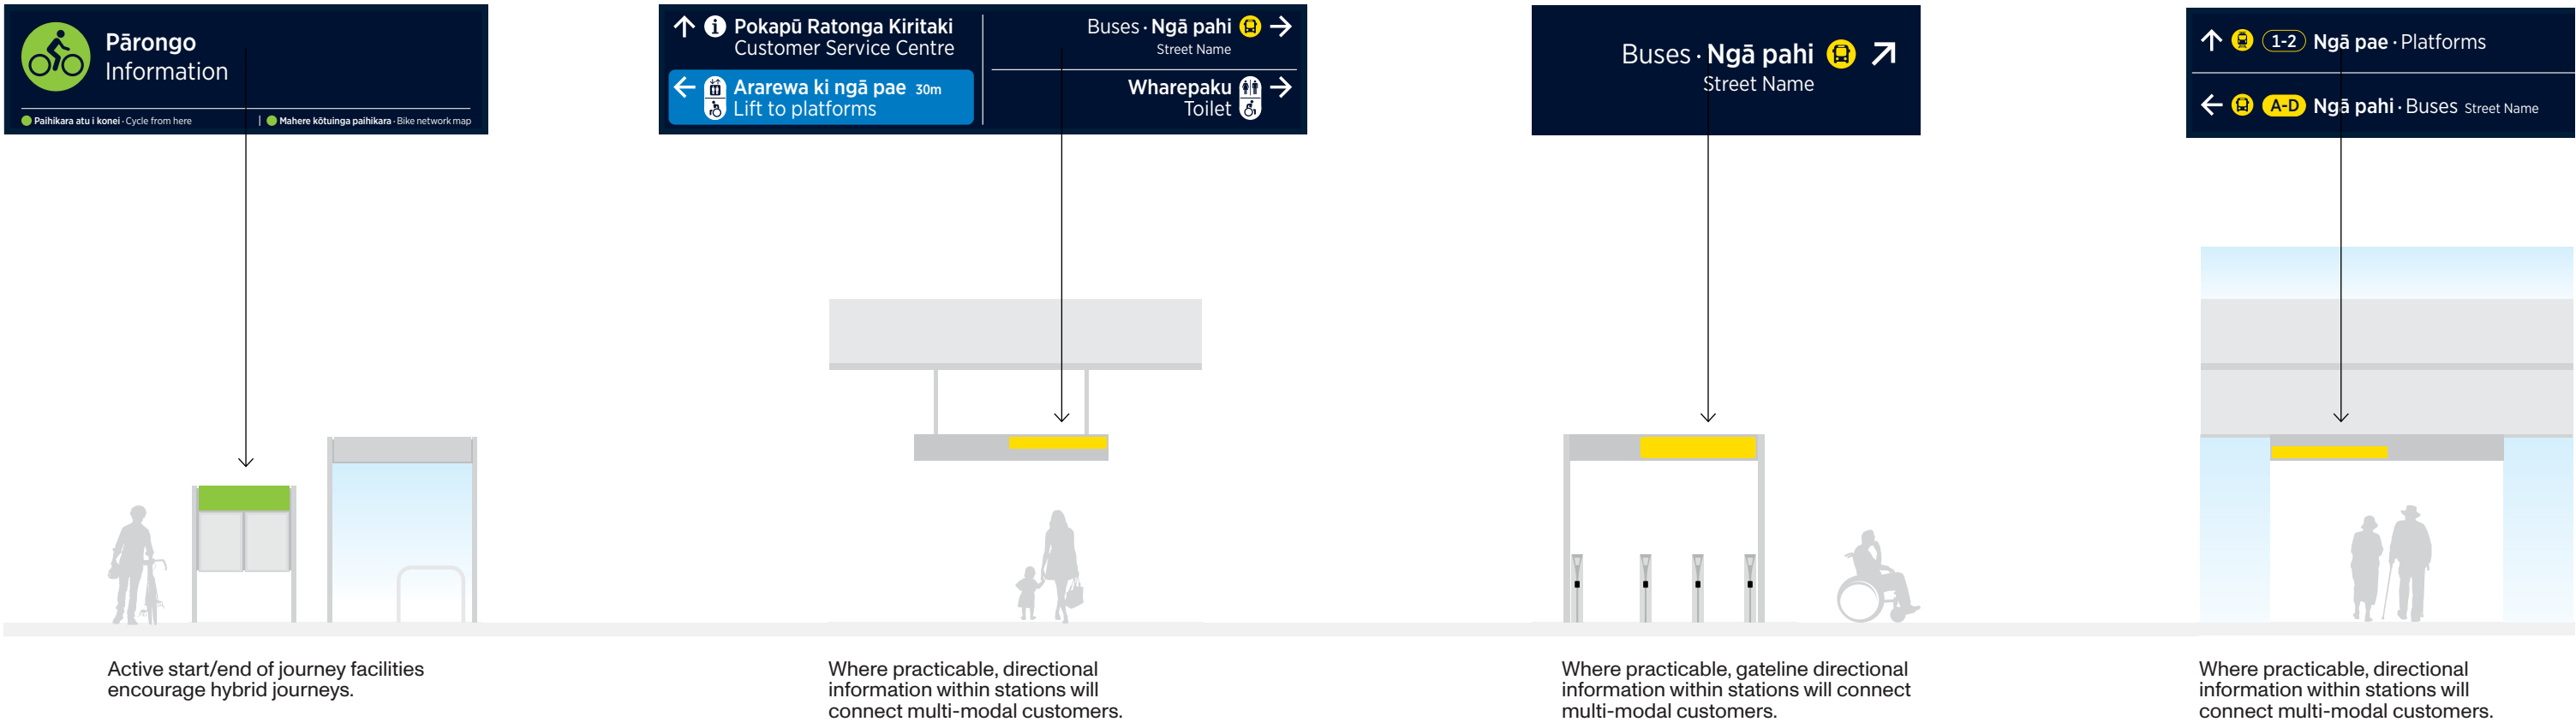 Pārongo
Information
Paihikara atu i konei · Cycle from here | Mahere kōtuinga paihikara · Bike network map
Pokapū Ratonga Kiritaki
Customer Service Centre
Ararewa ki ngā pae 30m
Lift to platforms
Buses · Ngā pahi
Street Name
Wharepaku
Toilet
Buses · Ngā pahi
Street Name
1-2 Ngā pae · Platforms
A-D Ngā pahi · Buses Street Name
Active start/end of journey facilities
encourage hybrid journeys.
Where practicable, directional
information within stations will
connect multi-modal customers.
Where practicable, gateline directional
information within stations will connect
multi-modal customers.
Where practicable, directional
information within stations will
connect multi-modal customers.